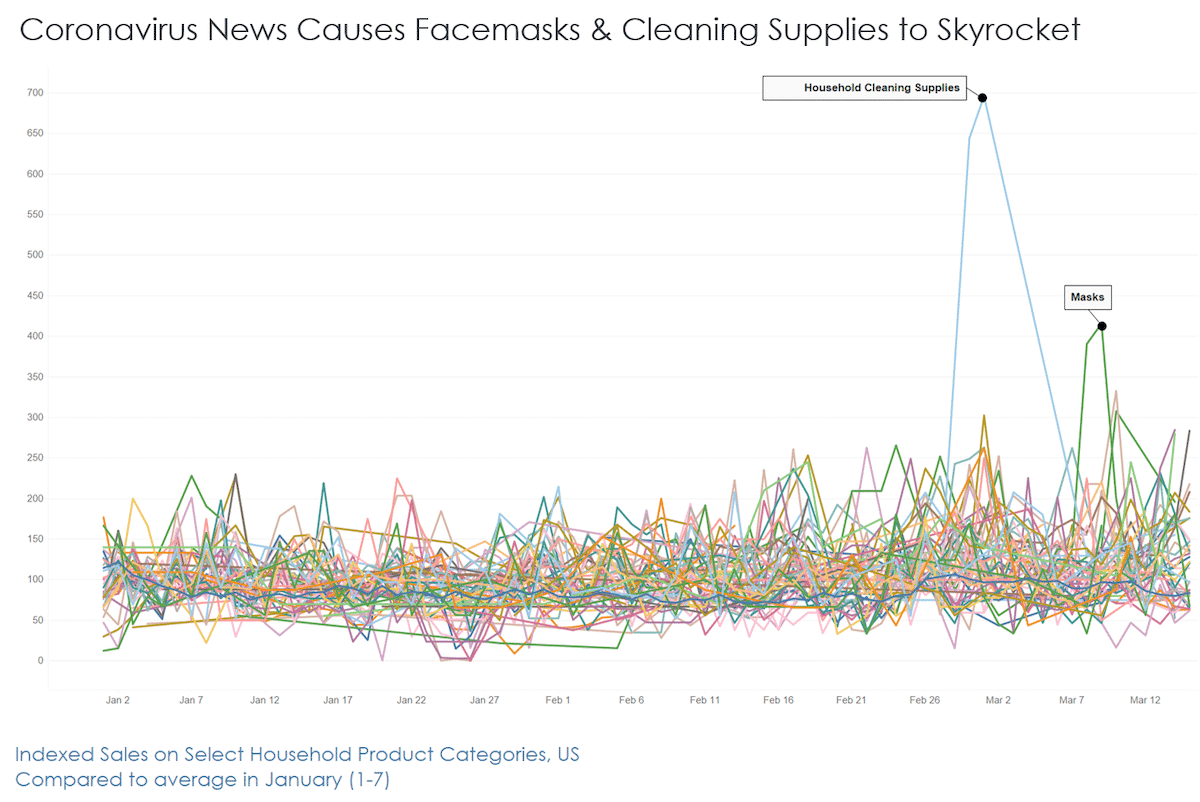 Coronavirus News Causes Facemasks & Cleaning Supplies to Skyrocket
Household Cleaning Supplies
Masks
700
650
600
550
500
450
400
350
300
250
200
150
100
50
0
Jan 2 Jan 7 Jan 12 Jan 17 Jan 22 Jan 27 Feb 1 Feb 6 Feb 11 Feb 16 Feb 21 Feb 26 Mar 2 Mar 7 Mar 12
Indexed Sales on Select Household Product Categories, US
Compared to average in January (1-7)